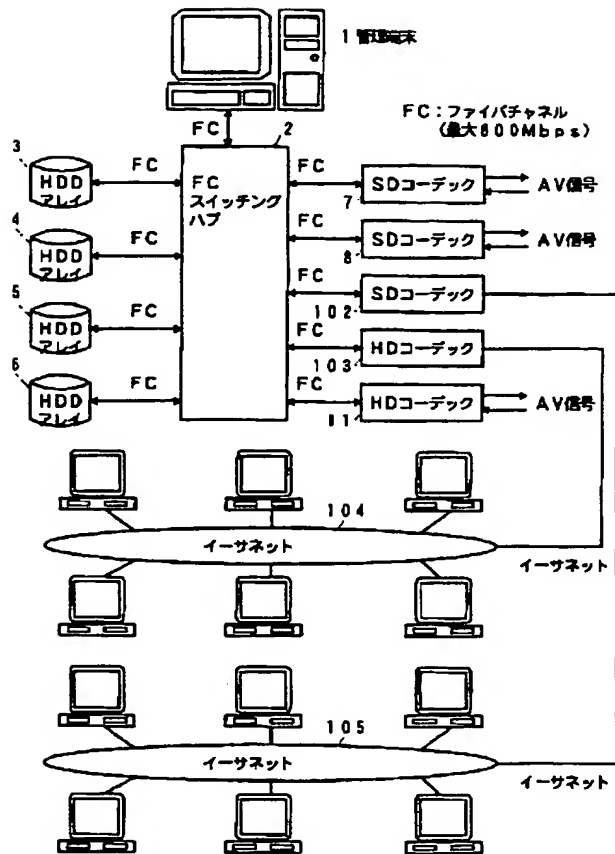 1 管理端末
FC:ファイバチャネル
(最大800Mbps)
FC
2
3
HDD
アレイ
FC
4
HDD
アレイ
FC
5
HDD
アレイ
FC
6
HDD
アレイ
FC
FC
スイッチング
ハブ
FC
7
SDコーデック
AV信号
FC
8
SDコーデック
AV信号
FC
102
SDコーデック
FC
103
HDコーデック
FC
11
HDコーデック
AV信号
104
イーサネット
イーサネット
105
イーサネット
イーサネット